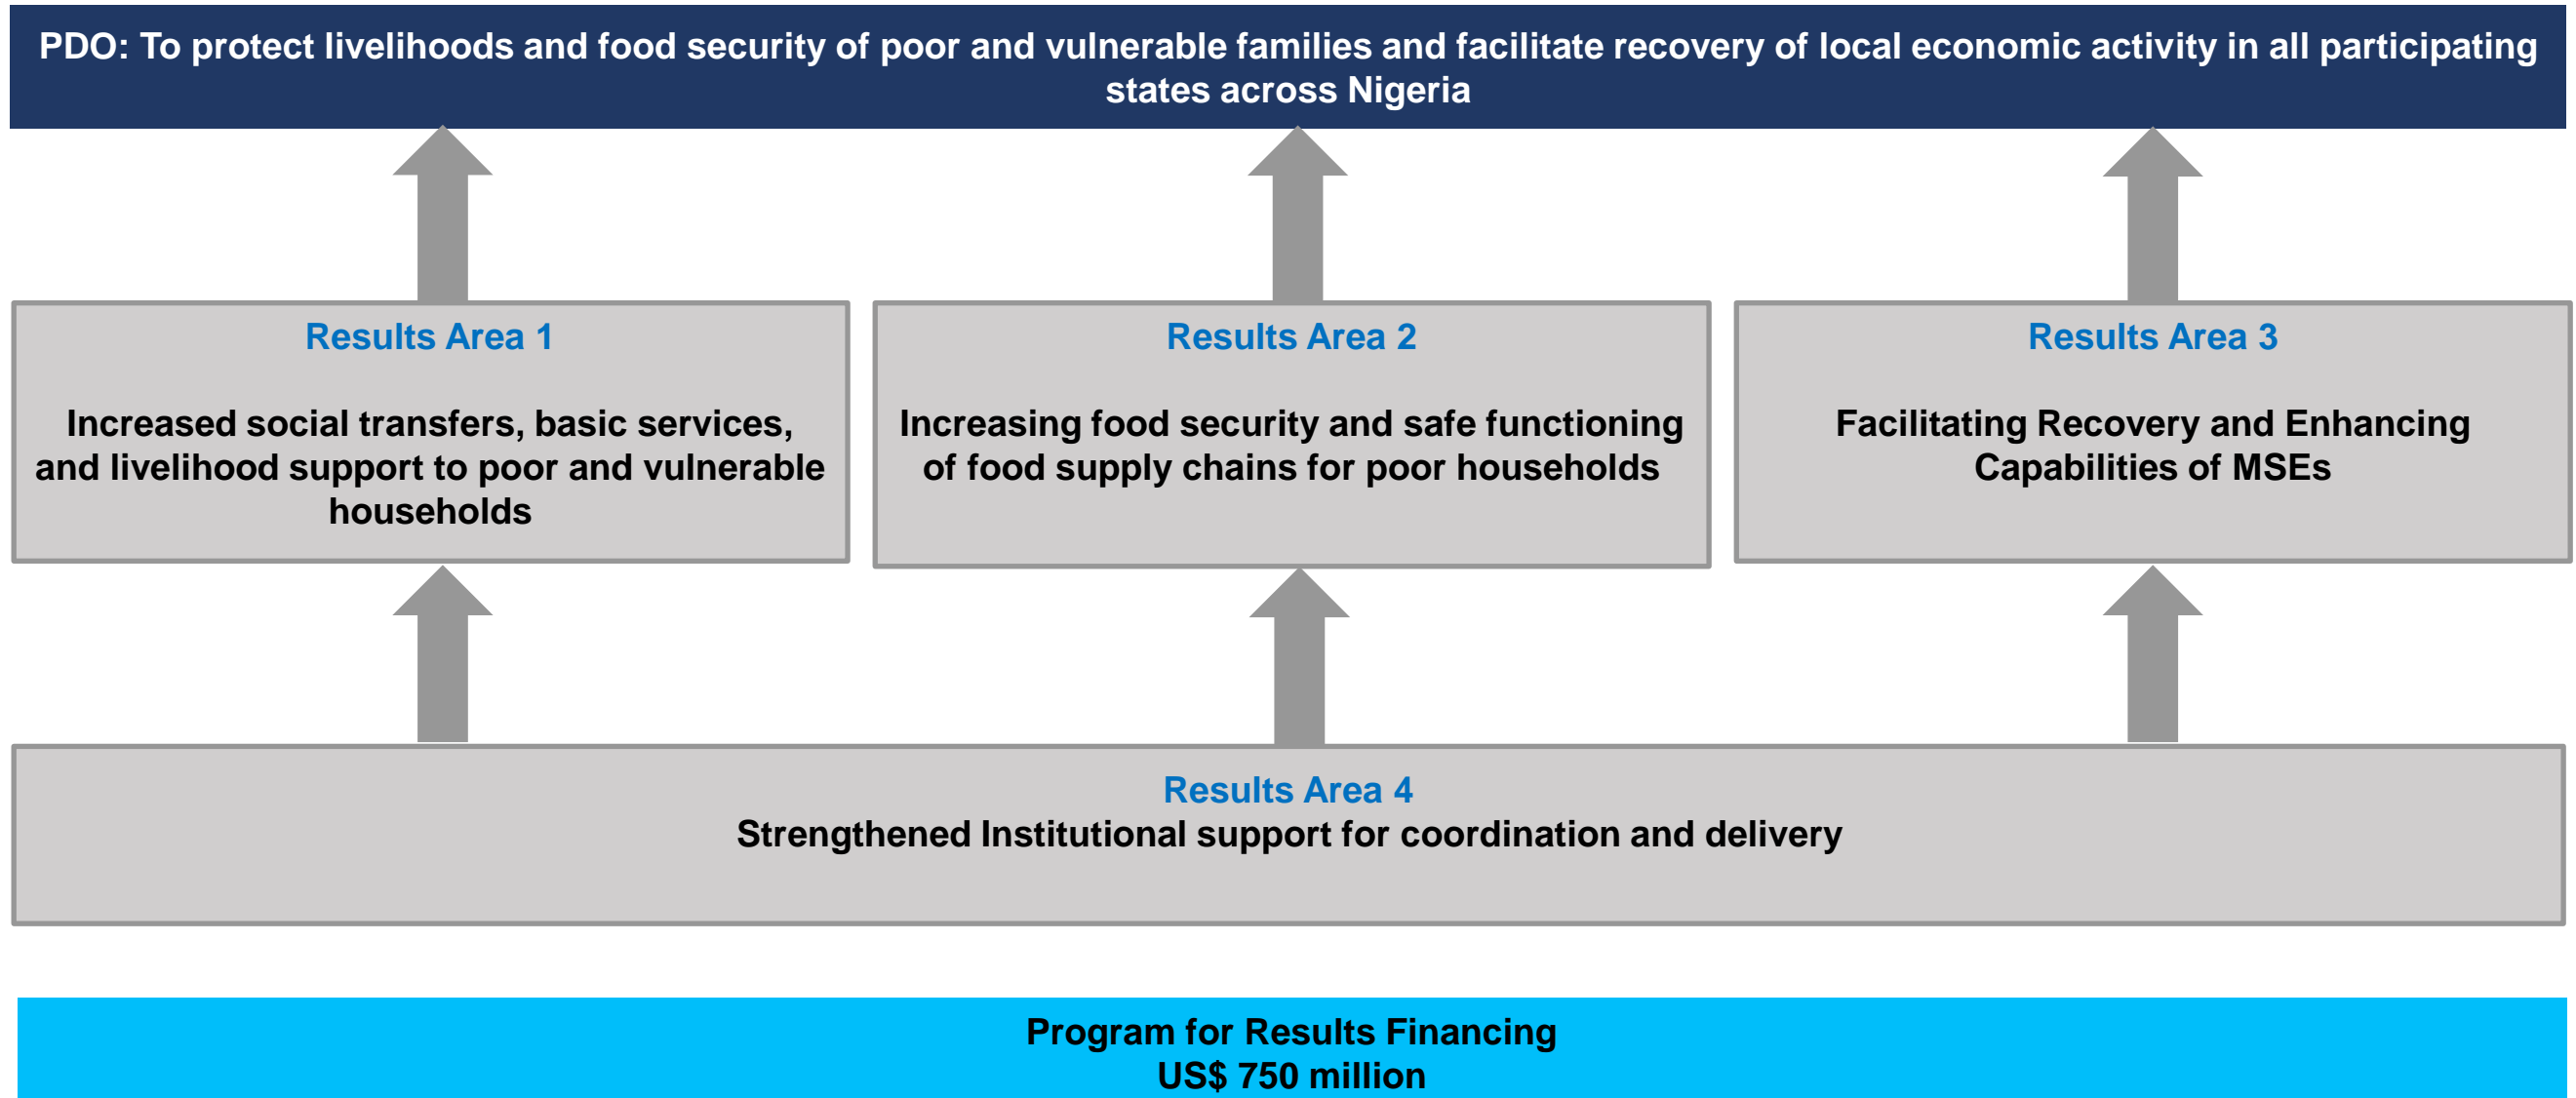 PDO: To protect livelihoods and food security of poor and vulnerable families and facilitate recovery of local economic activity in all participating
states across Nigeria
Results Area 1
Increased social transfers, basic services,
and livelihood support to poor and vulnerable
households
Results Area 2
Increasing food security and safe functioning
of food supply chains for poor households
Results Area 3
Facilitating Recovery and Enhancing
Capabilities of MSEs
Results Area 4
Strengthened Institutional support for coordination and delivery
Program for Results Financing
US$ 750 million